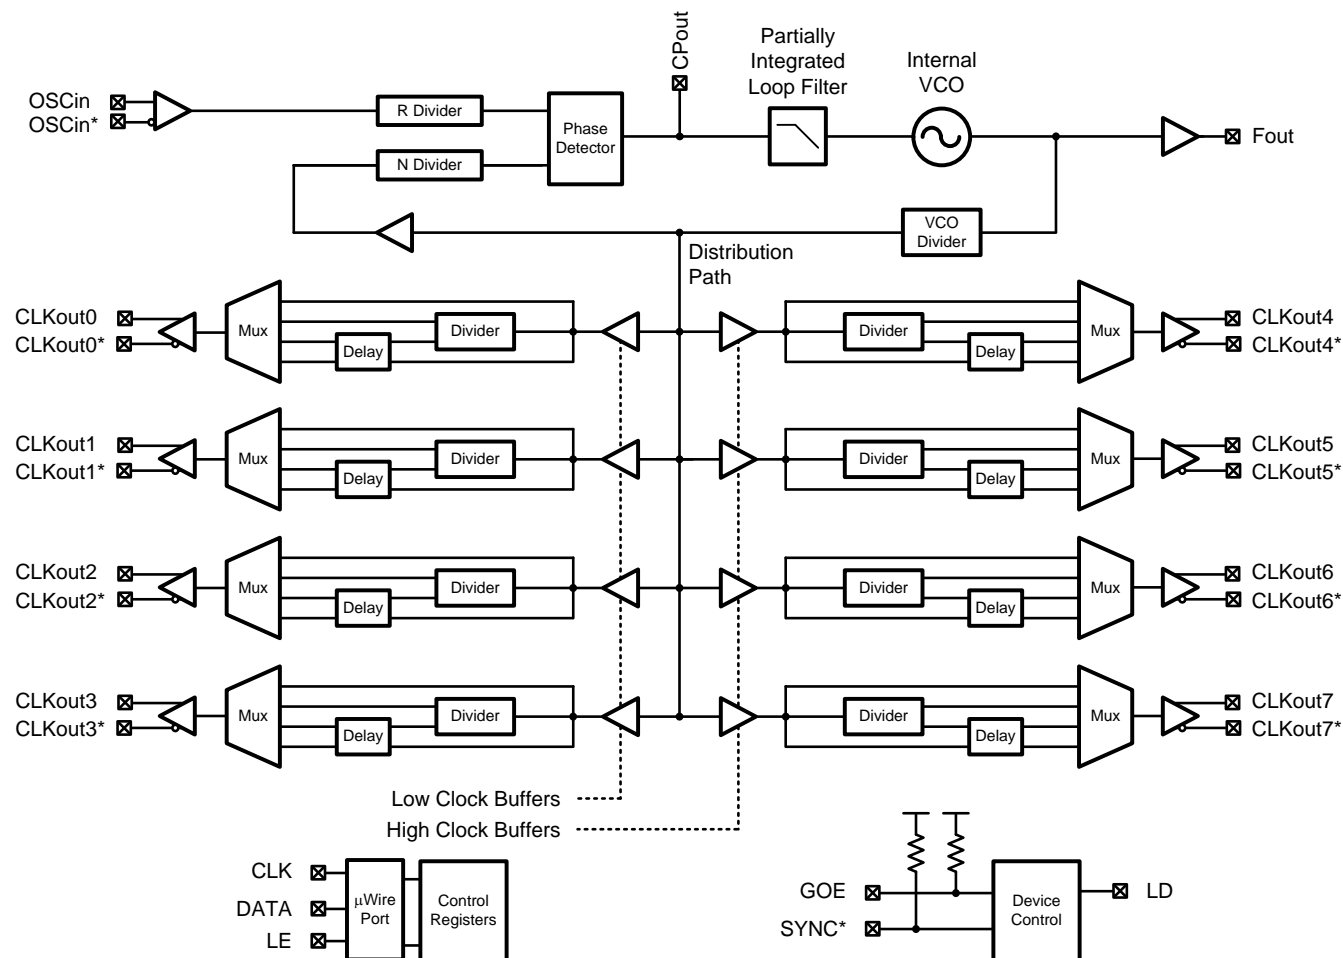 CPout
Partially
Integrated
Loop Filter
Internal
VCO
OSCin
OSCin*
R Divider
N Divider
Phase
Detector
Fout
VCO
Divider
Distribution
Path
CLKout0
CLKout0*
Mux
Delay
Divider
Divider
Delay
Mux
CLKout4
CLKout4*
CLKout1
CLKout1*
Mux
Delay
Divider
Divider
Delay
Mux
CLKout5
CLKout5*
CLKout2
CLKout2*
Mux
Delay
Divider
Divider
Delay
Mux
CLKout6
CLKout6*
CLKout3
CLKout3*
Mux
Delay
Divider
Divider
Delay
Mux
CLKout7
CLKout7*
Low Clock Buffers
High Clock Buffers
CLK
DATA
LE
µWire
Port
Control
Registers
GOE
SYNC*
Device
Control
LD